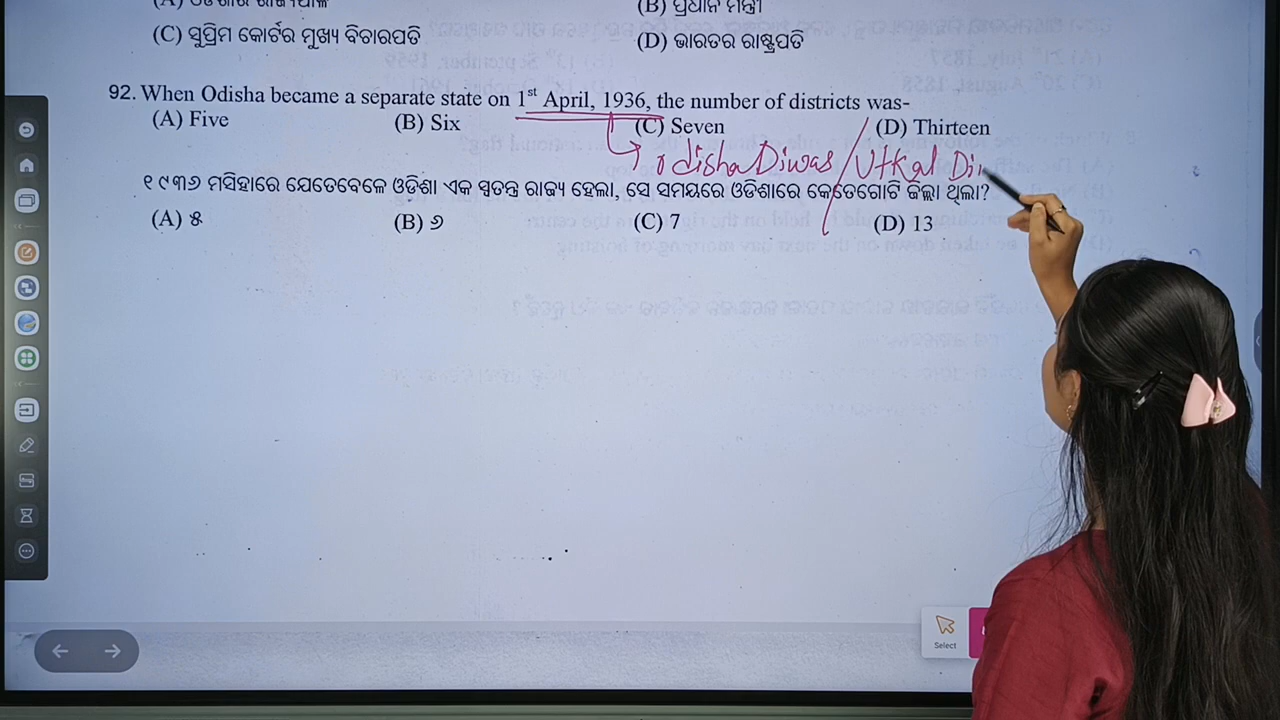 (B) ପ୍ରଧାନ ମନ୍ତ୍ରୀ
(C) ସୁପ୍ରିମ କୋର୍ଟର ମୁଖ୍ୟ ବିଚାରପତି (D) ଭାରତର ରାଷ୍ଟ୍ରପତି
92. When Odisha became a separate state on 1st April, 1936, the number of districts was-
(A) Five (B) Six (C) Seven (D) Thirteen
Odisha Diwas / Utkal
୧୯୩୬ ମସିହାରେ ଯେତେବେଳେ ଓଡିଶା ଏକ ସ୍ୱତନ୍ତ୍ର ରାଜ୍ୟ ହେଲା, ସେ ସମୟରେ ଓଡିଶାରେ କେତେଗୋଟି ଜିଲ୍ଲା ଥିଲା?
(A) ୫ (B) ୬ (C) 7 (D) 13
Select